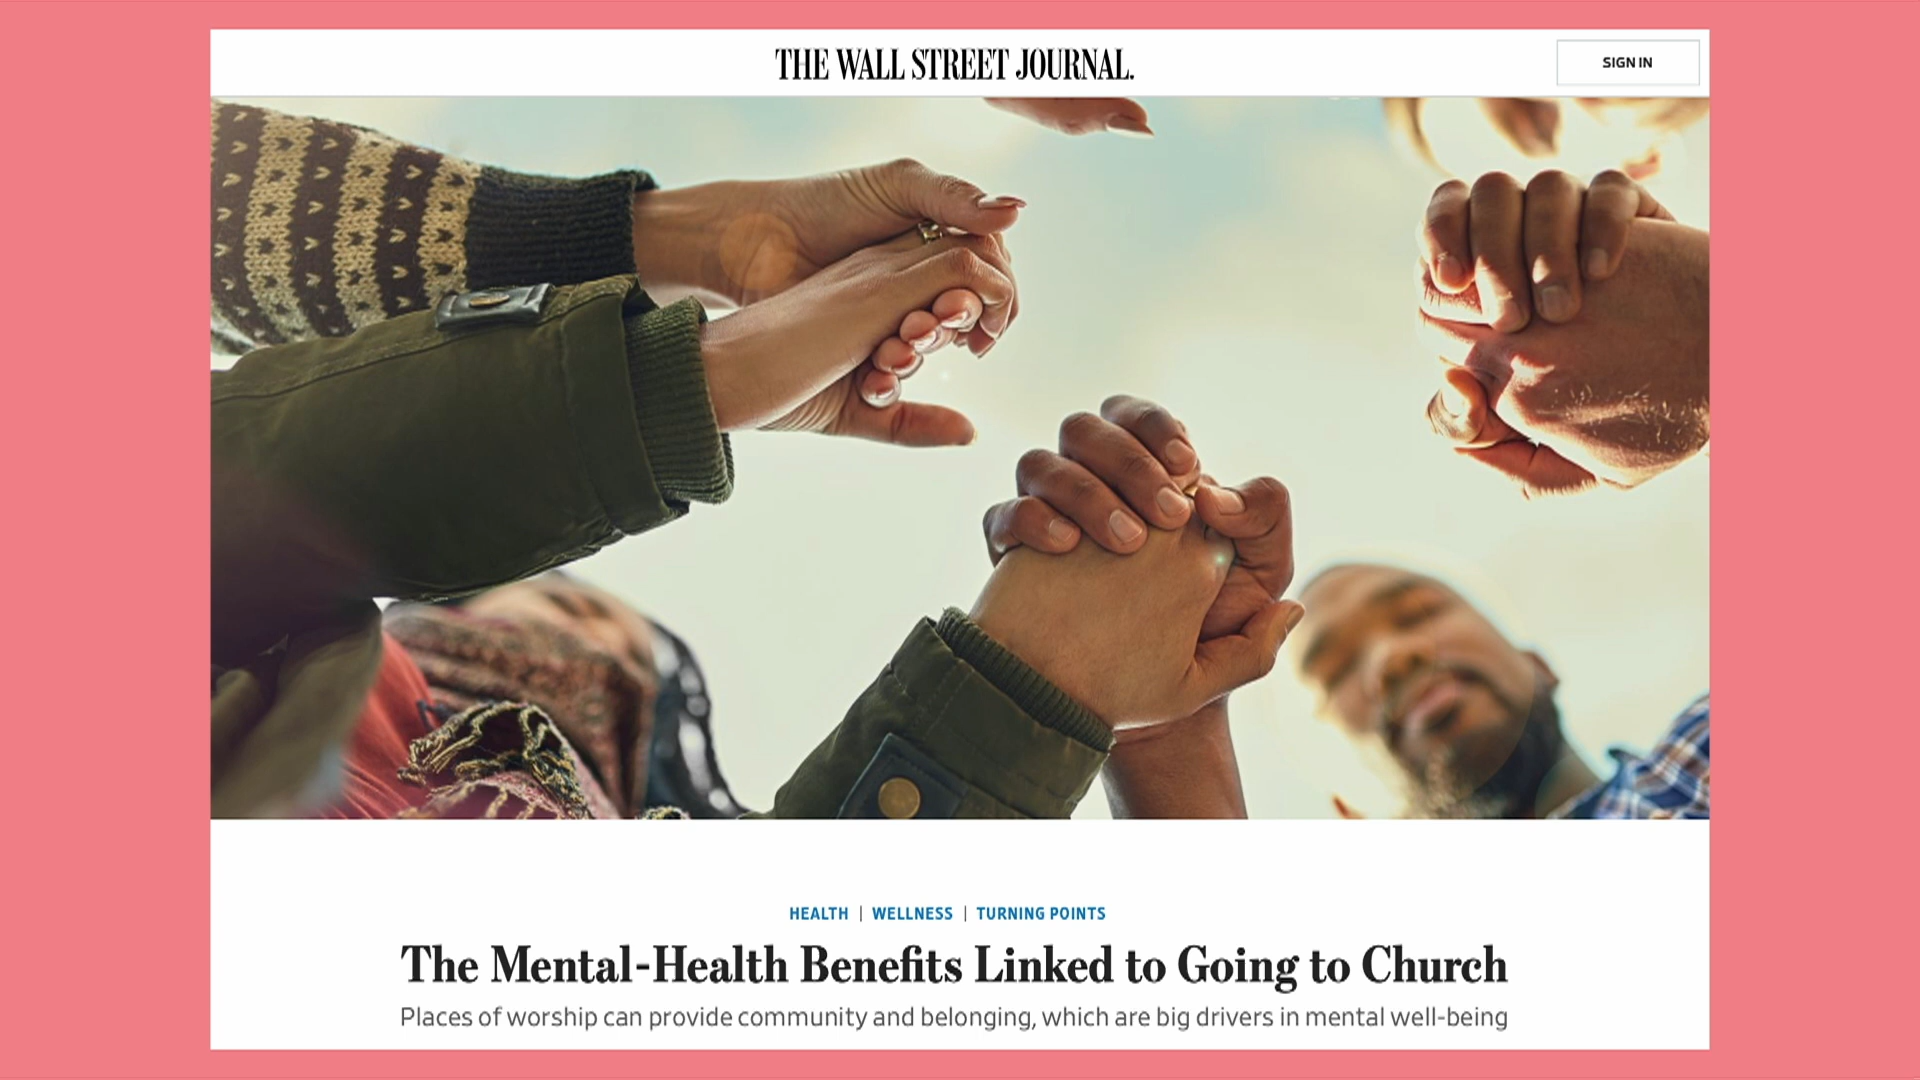 THE WALL STREET JOURNAL.
SIGN IN
HEALTH | WELLNESS | TURNING POINTS
The Mental-Health Benefits Linked to Going to Church
Places of worship can provide community and belonging, which are big drivers in mental well-being